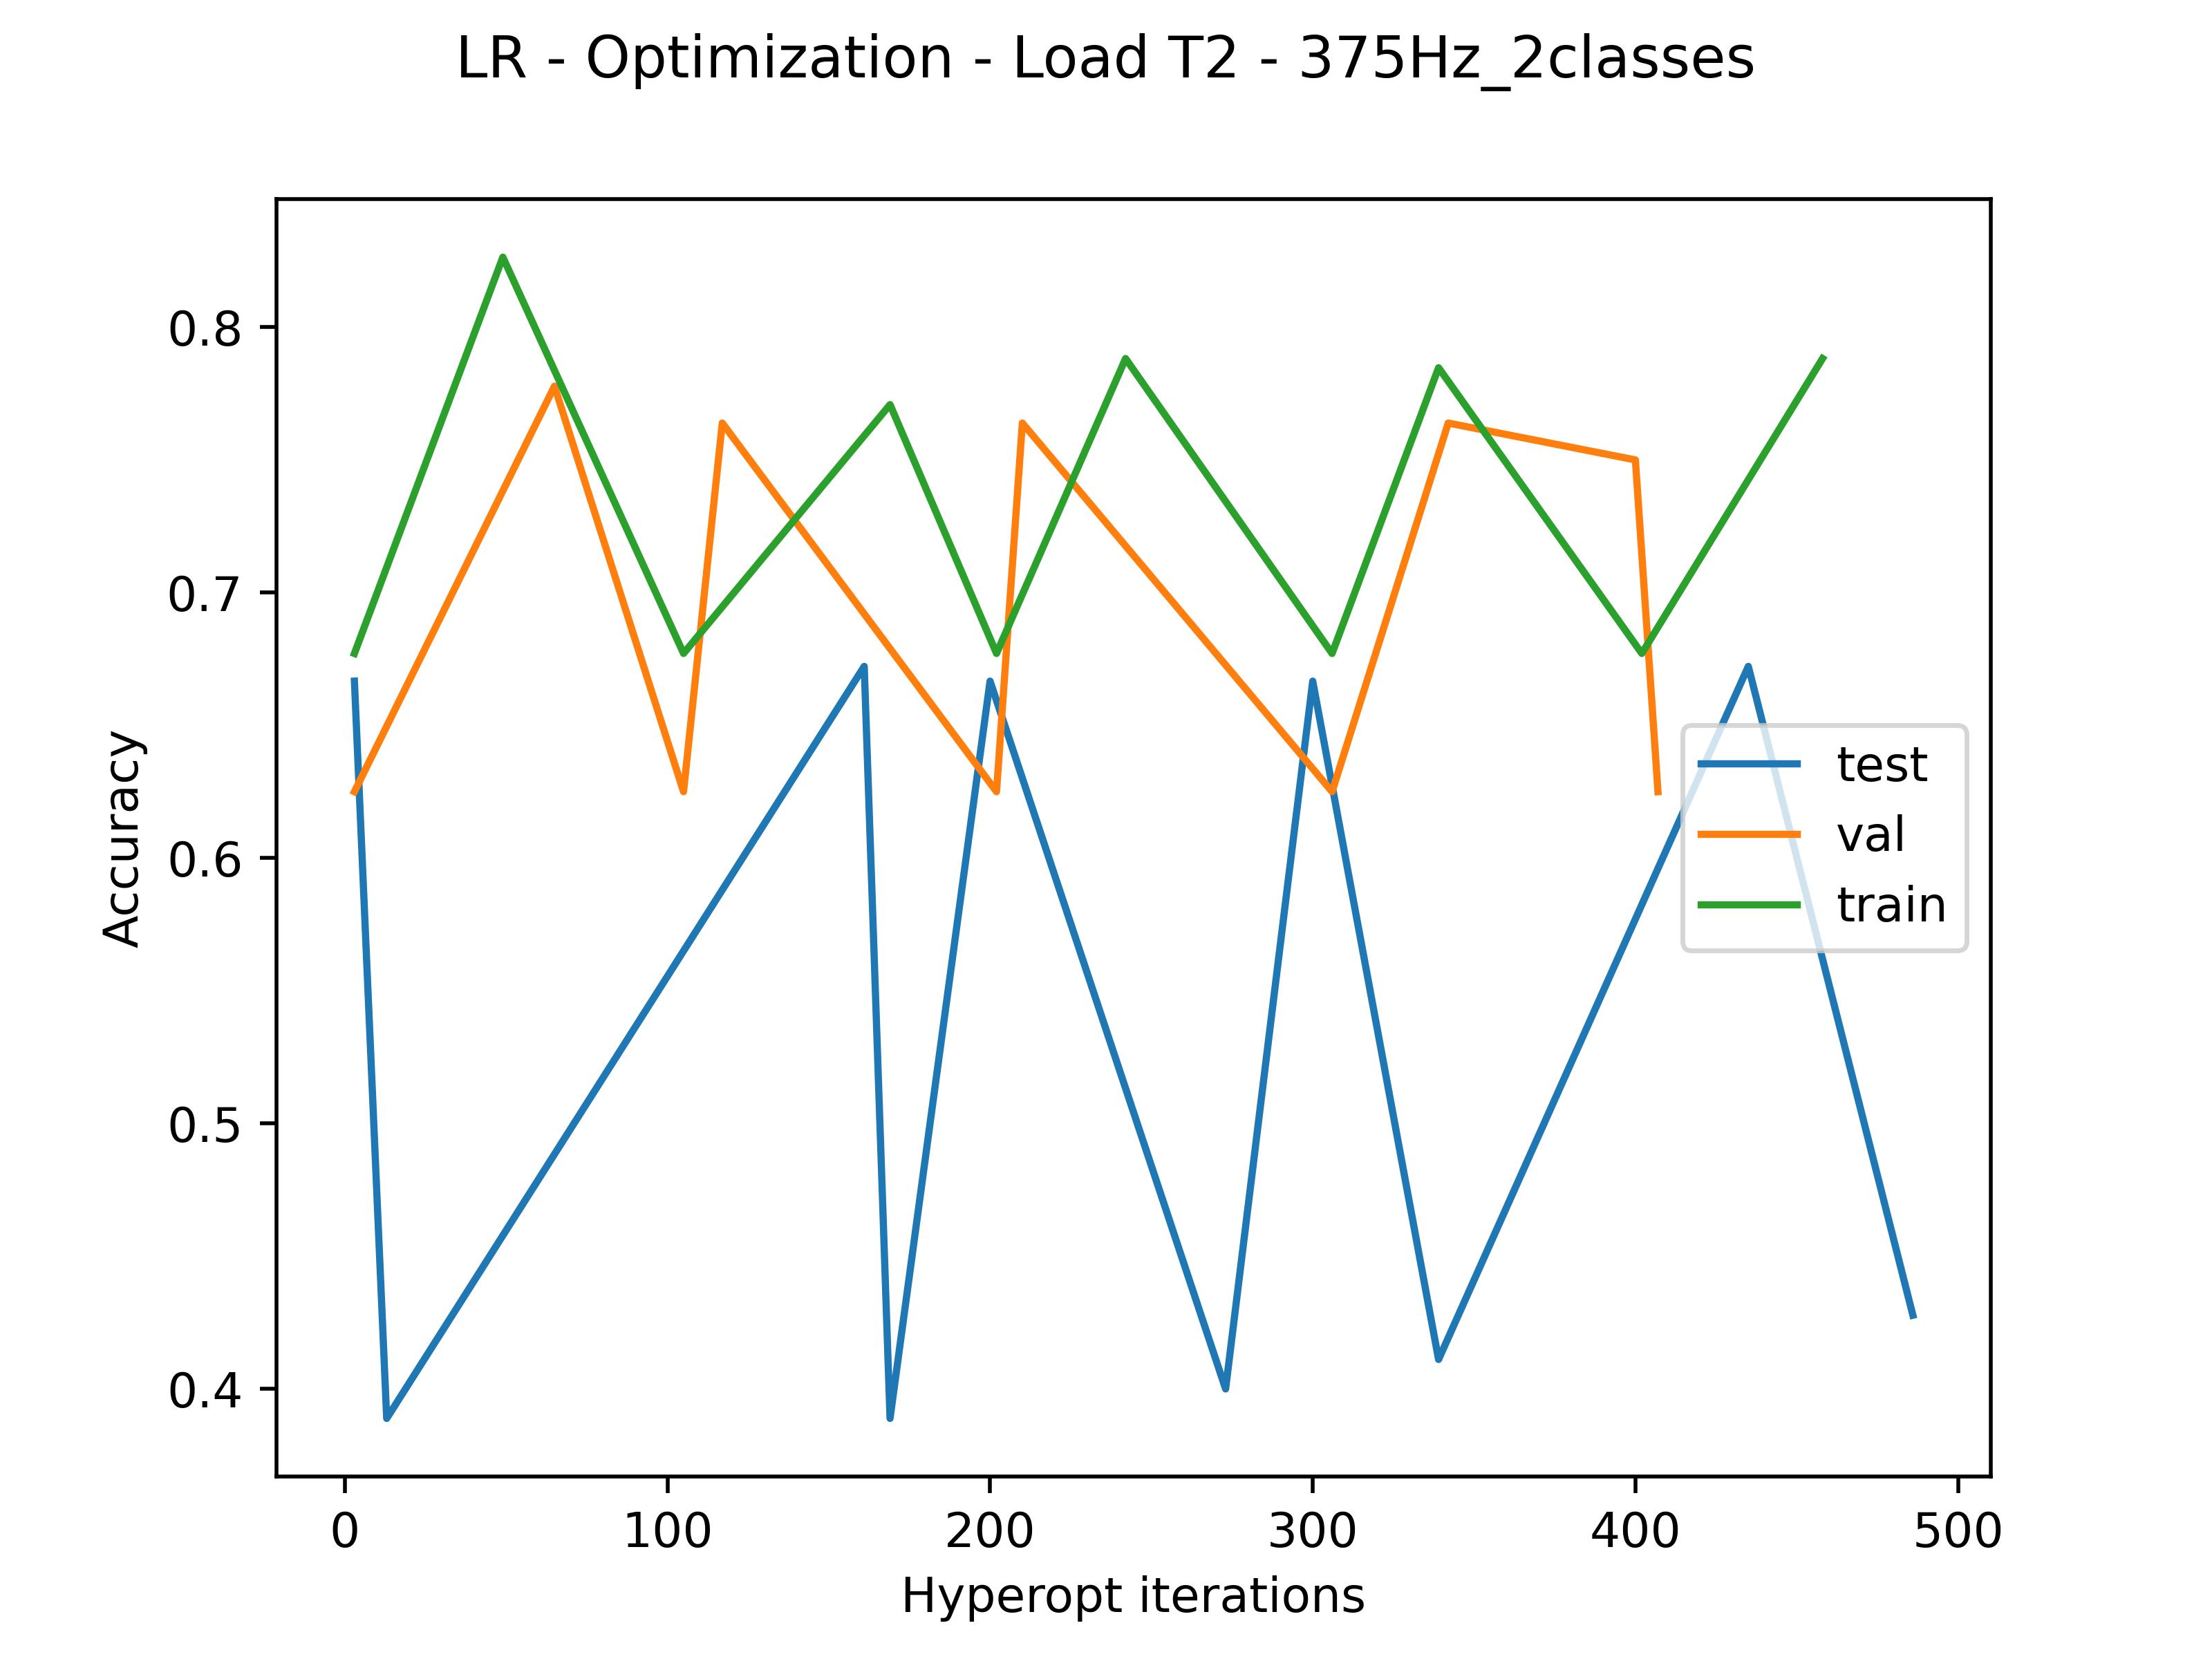 LR - Optimization - Load T2 - 375Hz_2classes
Accuracy
0.8
0.7
0.6
0.5
0.4
test
val
train
0 100 200 300 400 500
Hyperopt iterations